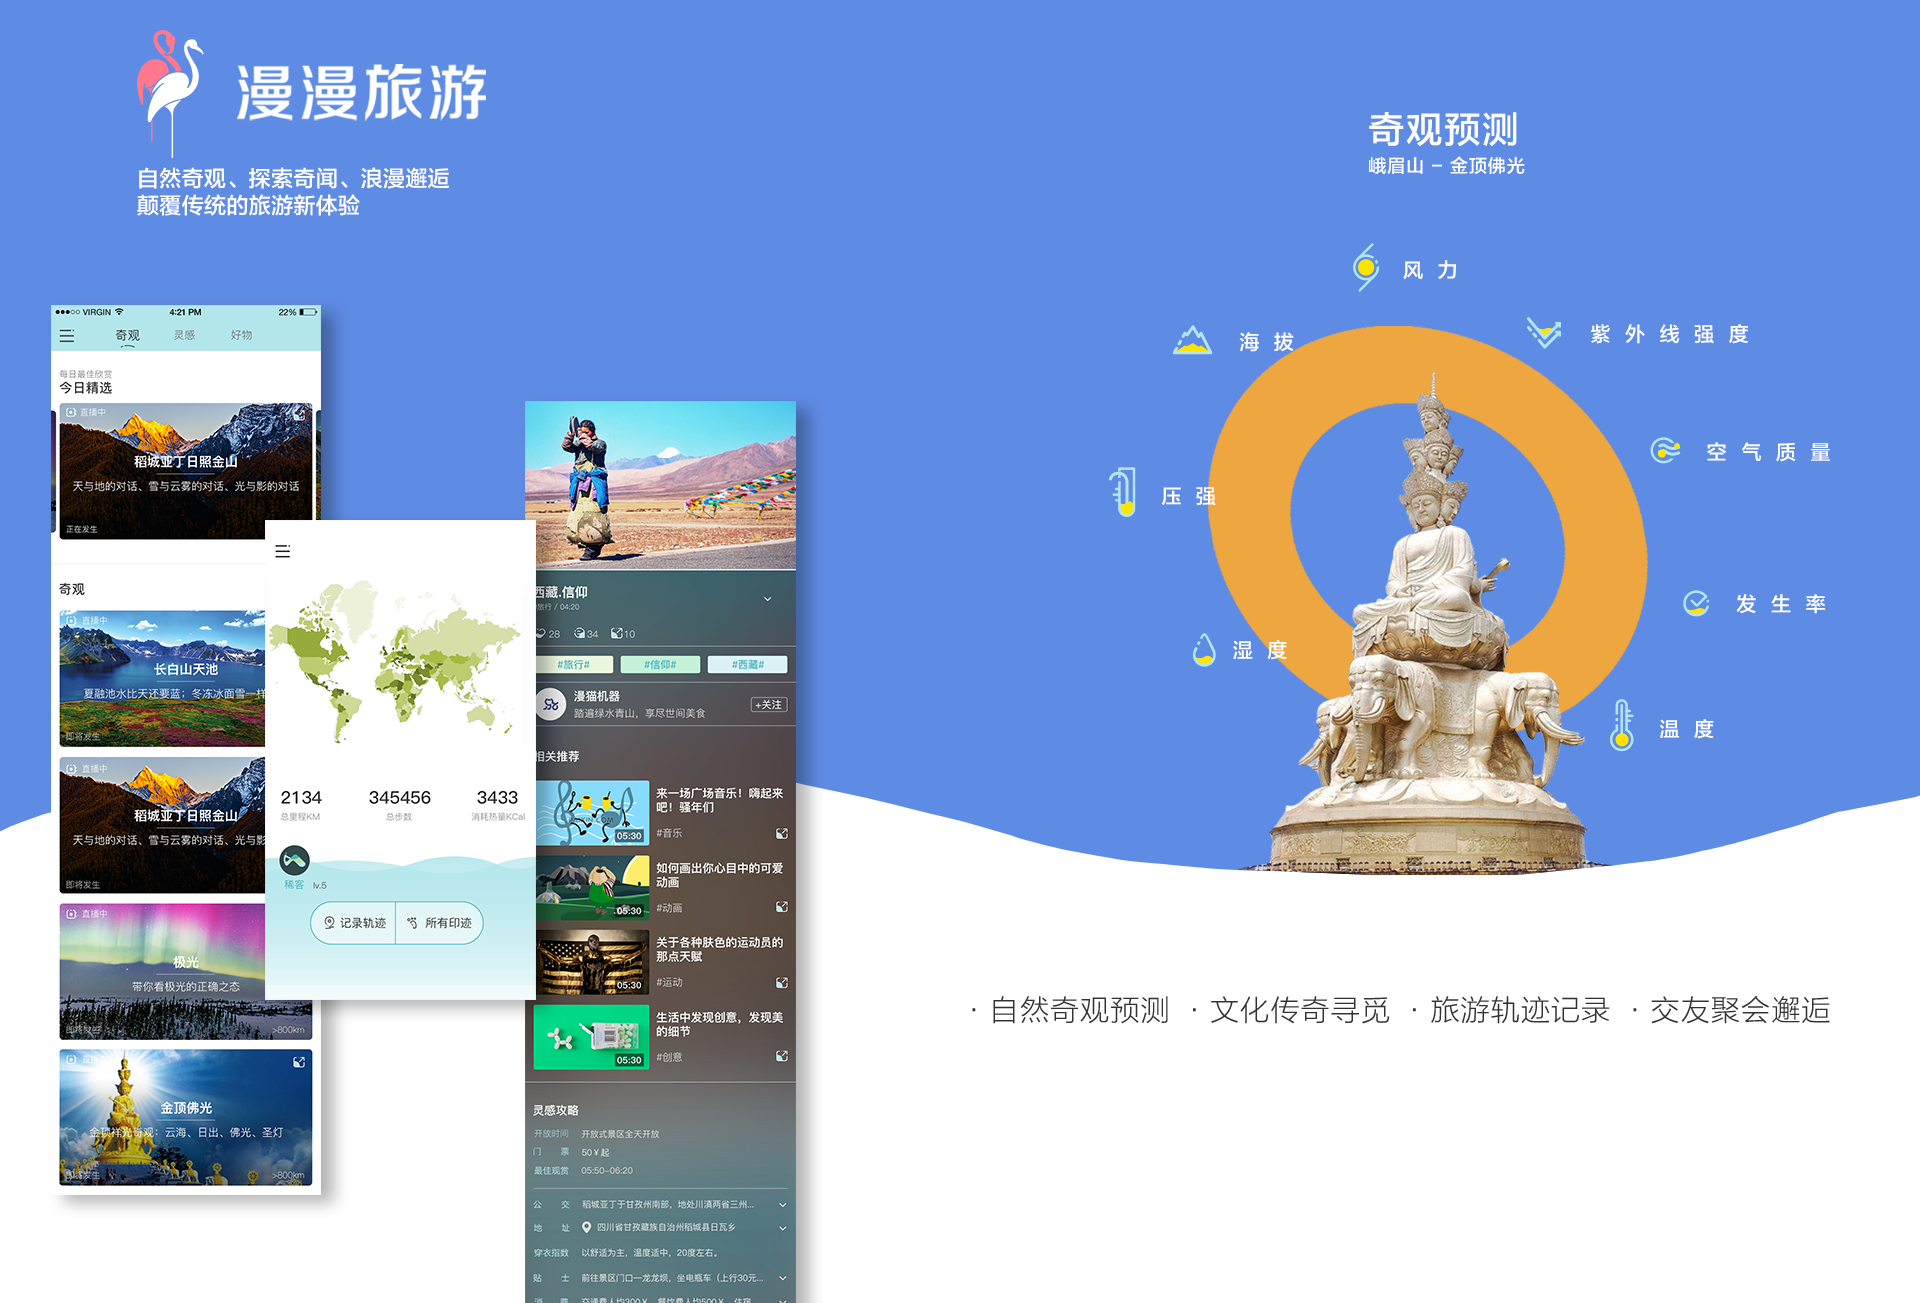 漫漫旅游
自然奇观、探索奇闻、浪漫邂逅
颠覆传统的旅游新体验
奇观预测
峨眉山 - 金顶佛光
风力
海拔
紫外线强度
空气质量
压强
发生率
湿度
温度
· 自然奇观预测 · 文化传奇寻觅 · 旅游轨迹记录 · 交友聚会邂逅
VIRGIN 4:21 PM 22%
奇观 灵感 好物
每日最佳欣赏
今日精选
直播中
稻城亚丁日照金山
天与地的对话、雪与云雾的对话、光与影的对话
正在发生
奇观
直播中
长白山天池
夏融池水比天还要蓝；冬冻冰面雪一样
即将发生
直播中
稻城亚丁日照金山
天与地的对话、雪与云雾的对话、光与影
即将发生
直播中
极光
带你看极光的正确之态
即将发生 >800km
金顶佛光
金顶祥光奇观：云海、日出、佛光、圣灯
即将发生 >800km
2134 345456 3433
总里程KM 总步数 消耗热量KCal
稀客 lv.5
记录轨迹 所有印迹
西藏.信仰
旅行 / 04:20
28 34 10
#旅行# #信仰# #西藏#
漫猫机器
踏遍绿水青山，享尽世间美食
+关注
相关推荐
来一场广场音乐！嗨起来
吧！骚年们
05:30 #音乐
如何画出你心目中的可爱
动画
05:30 #动画
关于各种肤色的运动员的
那点天赋
05:30 #运动
生活中发现创意，发现美
的细节
05:30 #创意
灵感攻略
开放时间 开放式景区全天开放
门票 50￥起
最佳观赏 05:50-06:20
公交 稻城亚丁于甘孜州南部，地处川滇两省三州...
地址 四川省甘孜藏族自治州稻城县日瓦乡
穿衣指数 以舒适为主，温度适中，20度左右。
贴士 前往景区门口—龙龙坝，坐电瓶车（上行30元...
消费 交通费人均300￥，餐饮费人均500￥，住宿